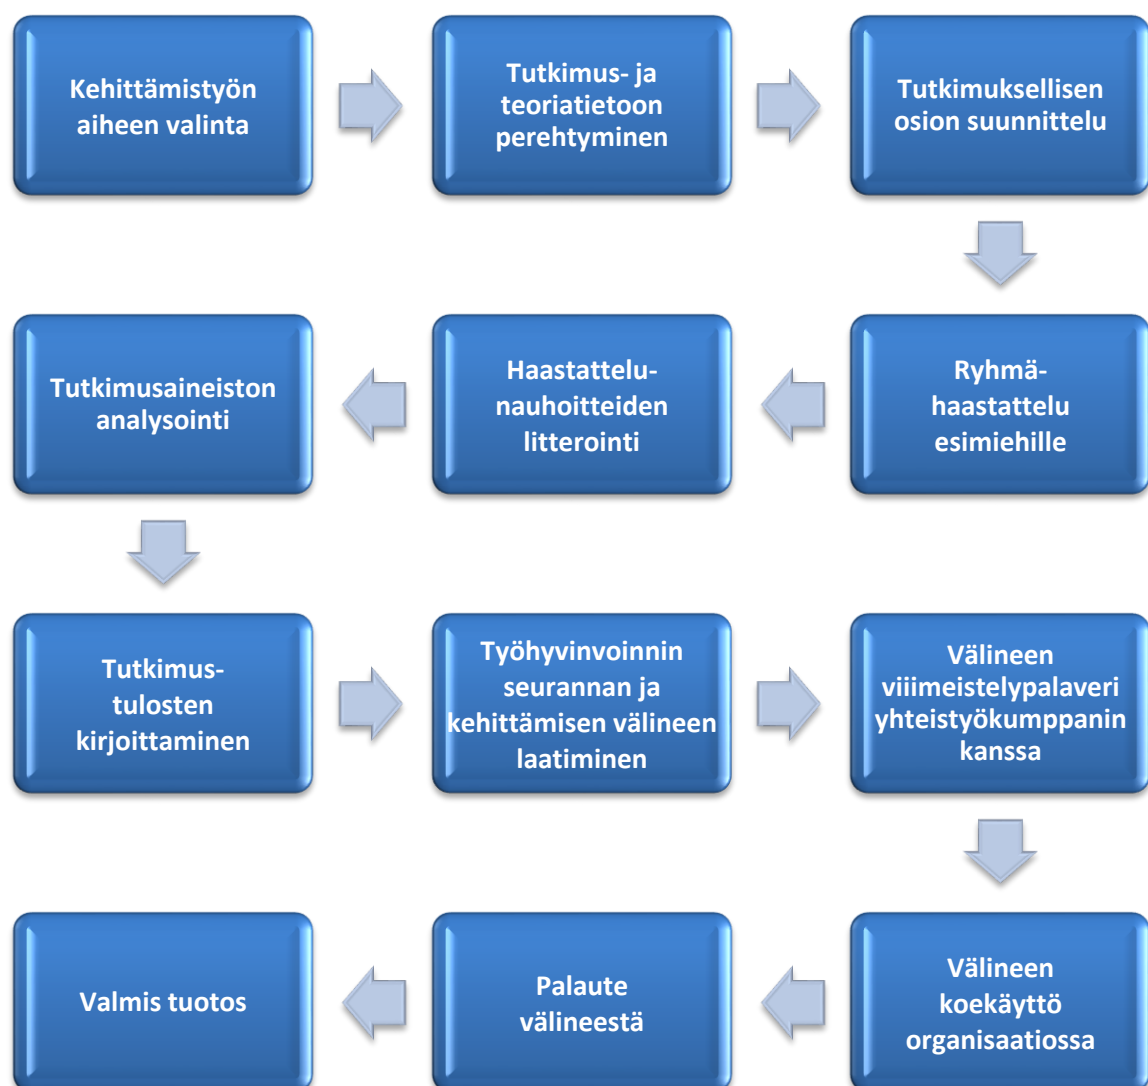 Kehittämistyön
aiheen valinta
Tutkimus- ja
teoriatietoon
perehtyminen
Tutkimuksellisen
osion suunnittelu
Ryhmä-
haastattelu
esimiehille
Haastattelu-
nauhoitteiden
litterointi
Tutkimusaineiston
analysointi
Tutkimus-
tulosten
kirjoittaminen
Työhyvinvoinnin
seurannan ja
kehittämisen välineen
laatiminen
Välineen
viiimeistelypalaveri
yhteistyökumppanin
kanssa
Välineen
koekäyttö
organisaatiossa
Palaute
välineestä
Valmis tuotos